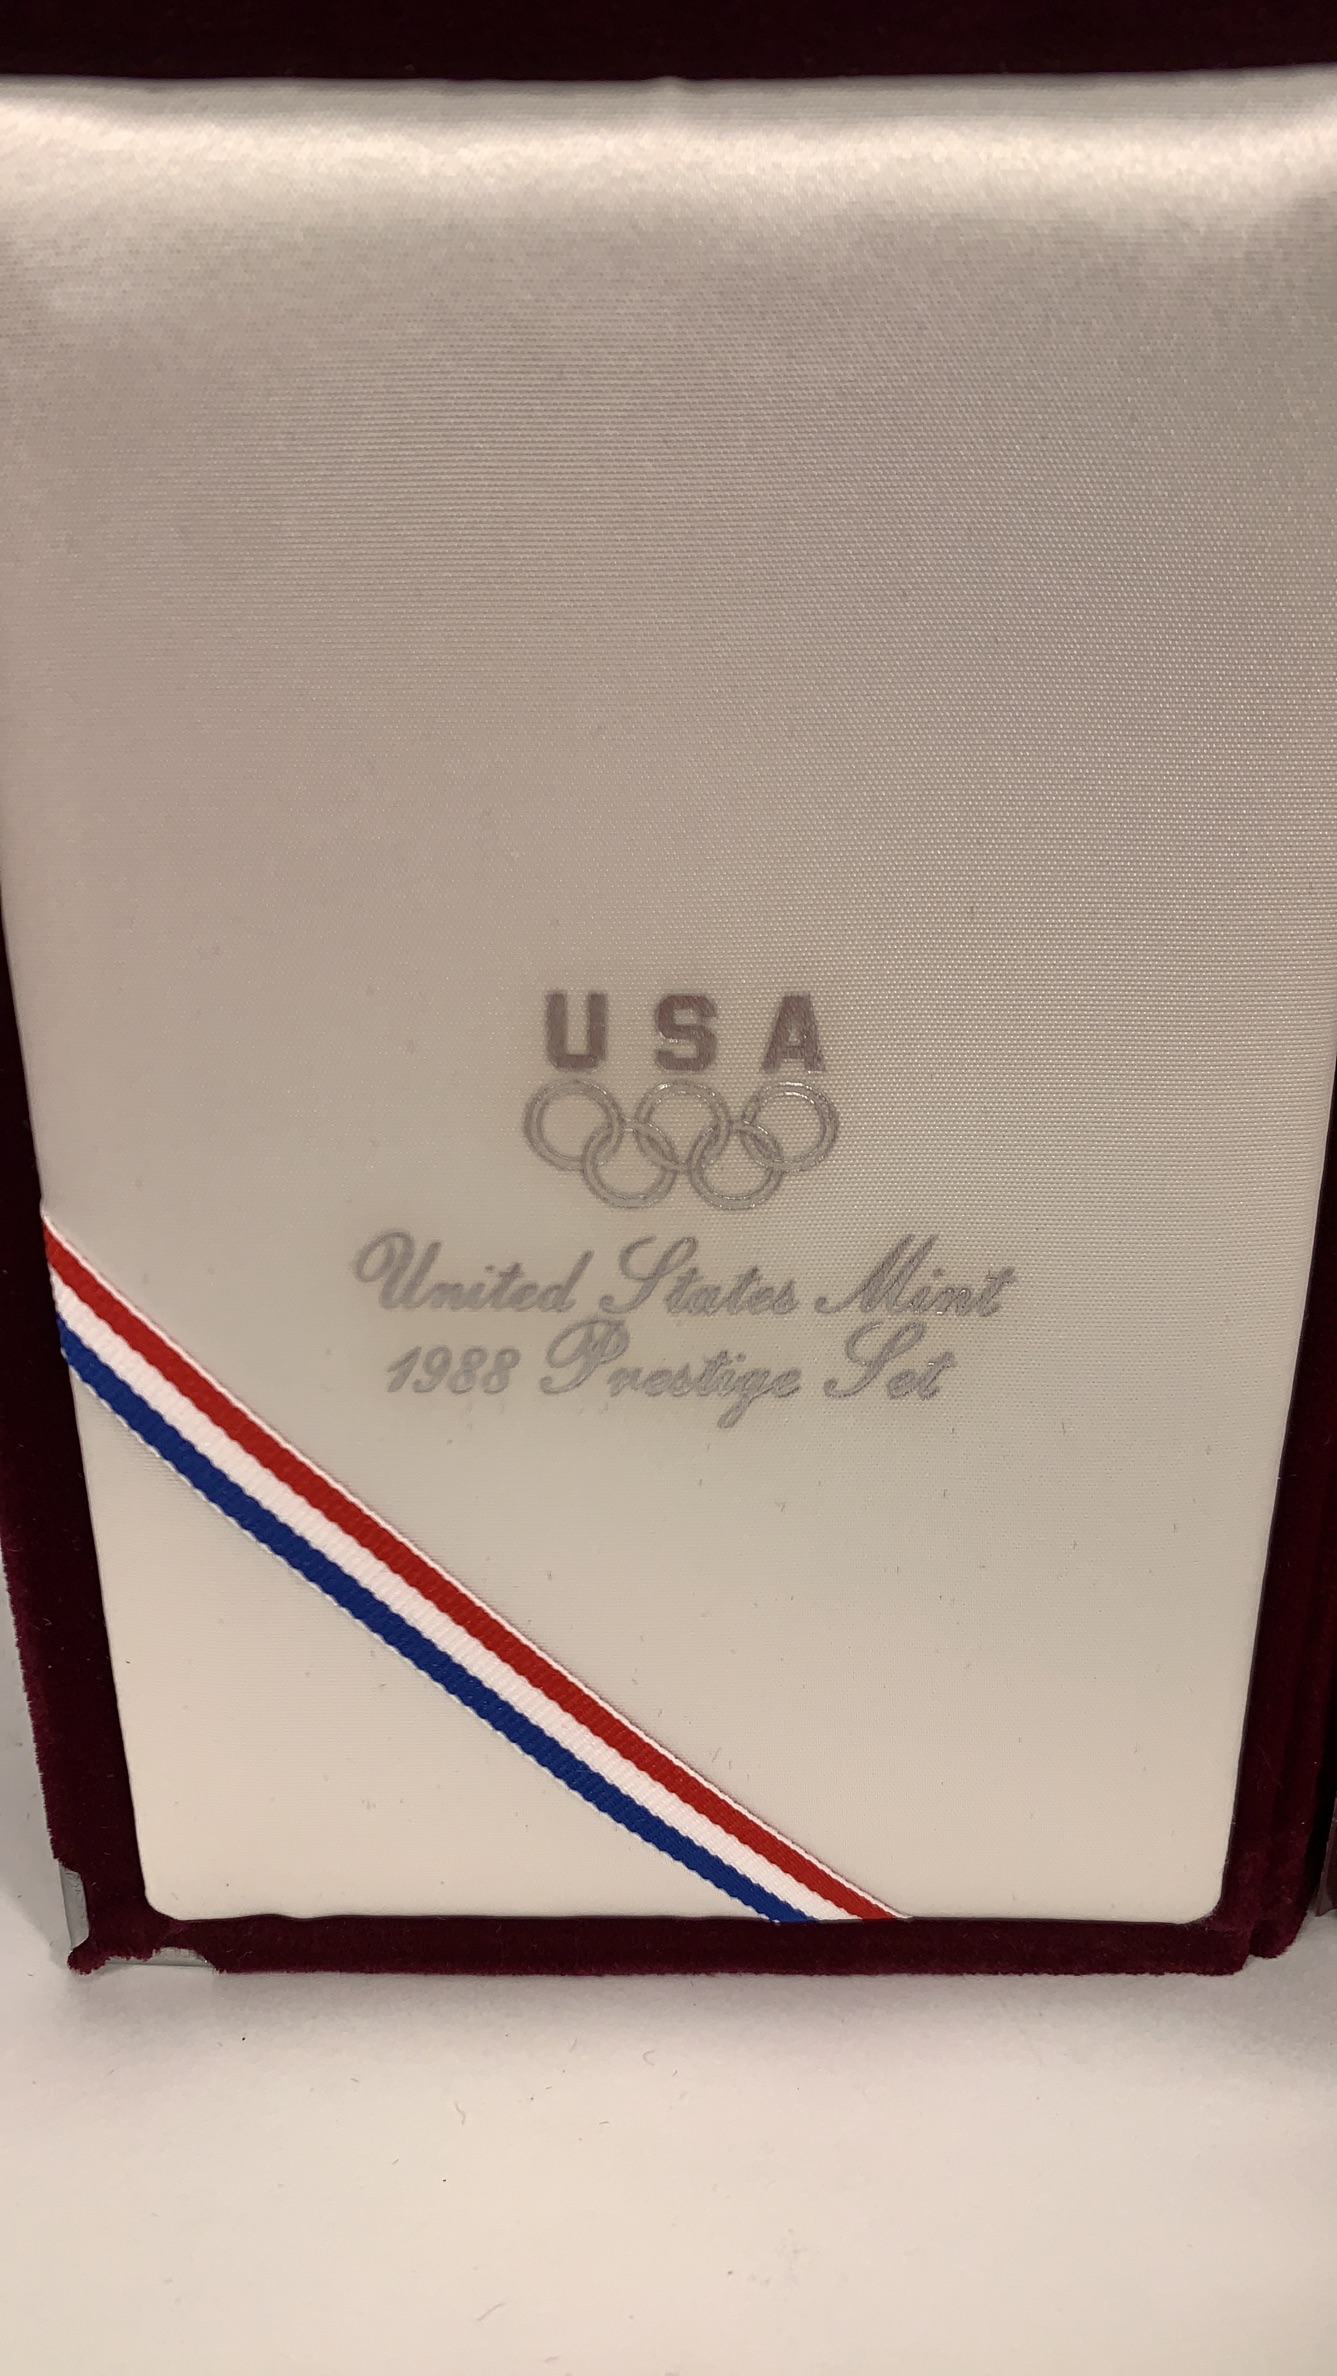 USA
United States Mint
1988 Prestige Set